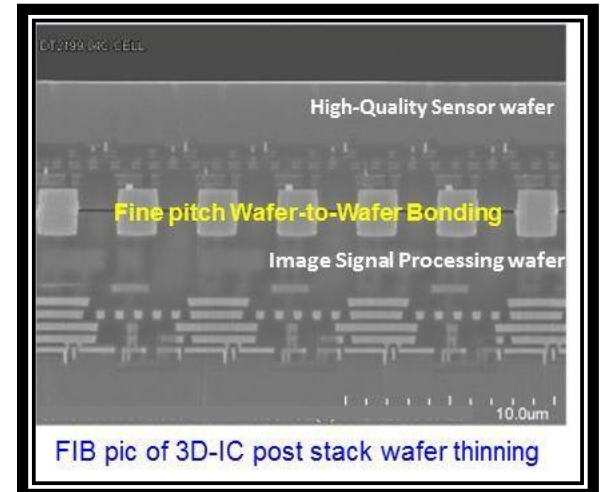 High-Quality Sensor wafer
Fine pitch Wafer-to-Wafer Bonding
Image Signal Processing wafer
10.0um
FIB pic of 3D-IC post stack wafer thinning